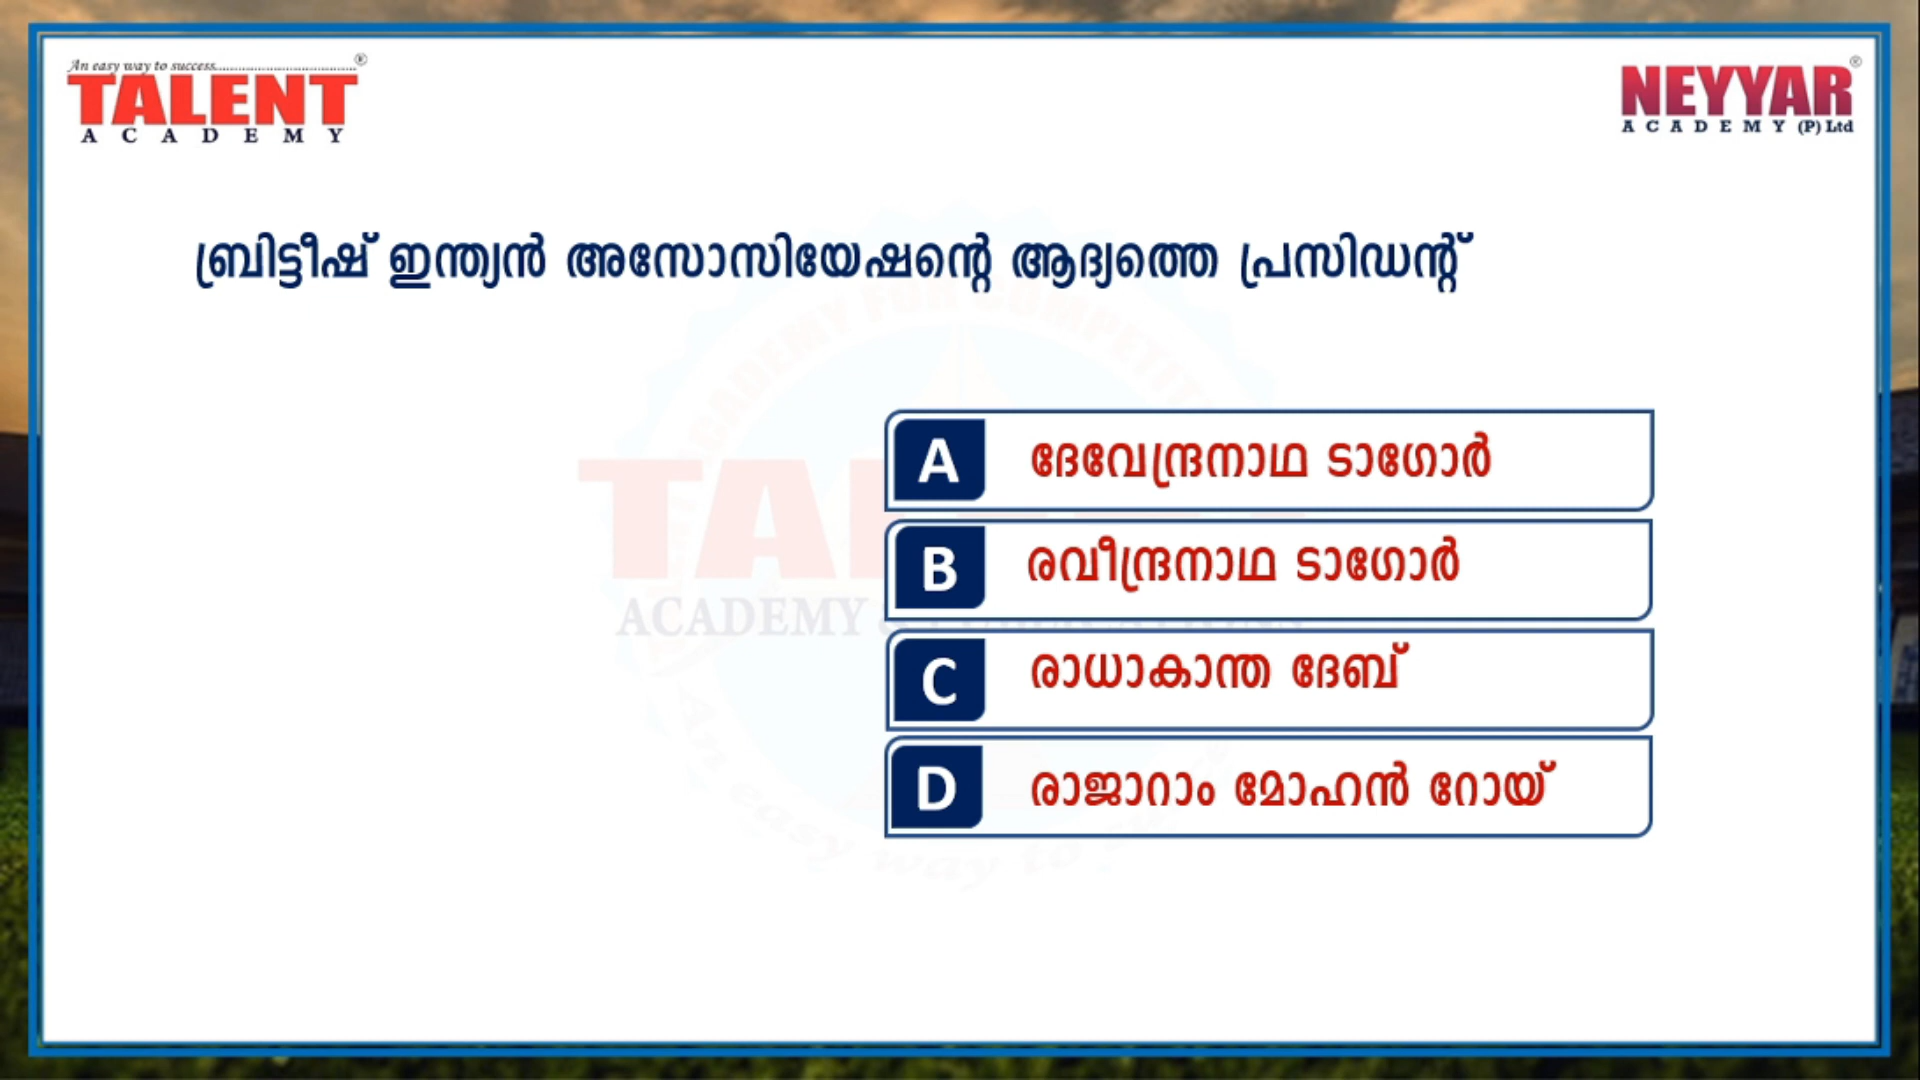 An easy way to success
TALENT
ACADEMY
NEYYAR
ACADEMY (P) Ltd
ബ്രിട്ടീഷ് ഇന്ത്യൻ അസോസിയേഷന്റെ ആദ്യത്തെ പ്രസിഡന്റ്
A ദേവേന്ദ്രനാഥ ടാഗോർ
B രവീന്ദ്രനാഥ ടാഗോർ
C രാധാകാന്ത ദേബ്
D രാജാറാം മോഹൻ റോയ്